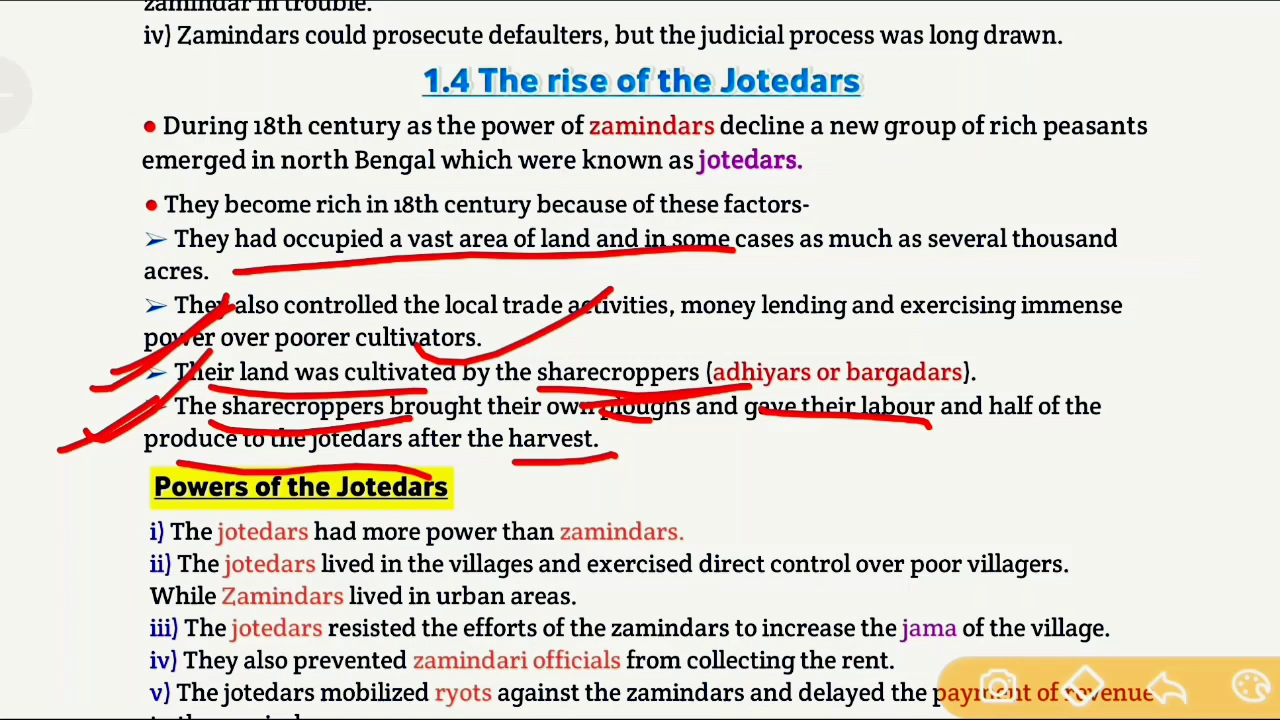 zamindar in trouble.
iv) Zamindars could prosecute defaulters, but the judicial process was long drawn.
1.4 The rise of the Jotedars
● During 18th century as the power of zamindars decline a new group of rich peasants
emerged in north Bengal which were known as jotedars.
● They become rich in 18th century because of these factors-
➢ They had occupied a vast area of land and in some cases as much as several thousand
acres.
➢ They also controlled the local trade activities, money lending and exercising immense
power over poorer cultivators.
➢ Their land was cultivated by the sharecroppers (adhiyars or bargadars).
➢ The sharecroppers brought their own ploughs and gave their labour and half of the
produce to the jotedars after the harvest.
Powers of the Jotedars
i) The jotedars had more power than zamindars.
ii) The jotedars lived in the villages and exercised direct control over poor villagers.
While Zamindars lived in urban areas.
iii) The jotedars resisted the efforts of the zamindars to increase the jama of the village.
iv) They also prevented zamindari officials from collecting the rent.
v) The jotedars mobilized ryots against the zamindars and delayed the payment of revenue